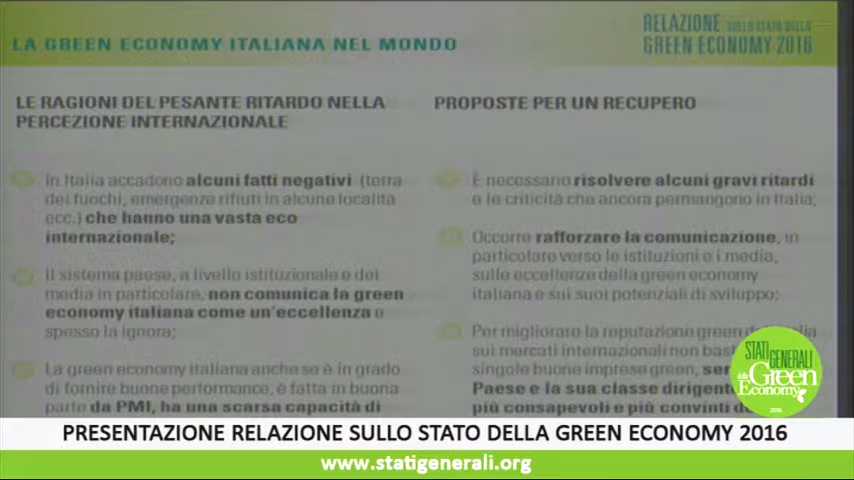 LA GREEN ECONOMY ITALIANA NEL MONDO
RELAZIONE SULLO STATO DELLA
GREEN ECONOMY 2016
LE RAGIONI DEL PESANTE RITARDO NELLA
PERCEZIONE INTERNAZIONALE
In Italia accadono alcuni fatti negativi (terra
dei fuochi, emergenze rifiuti in alcune località
ecc.) che hanno una vasta eco
internazionale;
Il sistema paese, a livello istituzionale e dei
media in particolare, non comunica la green
economy italiana come un'eccellenza e
spesso la ignora;
La green economy italiana anche se è in grado
di fornire buone performance, è fatta in buona
parte da PMI, ha una scarsa capacità di
PROPOSTE PER UN RECUPERO
È necessario risolvere alcuni gravi ritardi
e le criticità che ancora permangono in Italia;
Occorre rafforzare la comunicazione, in
particolare verso le istituzioni e i media,
sulle eccellenze della green economy
italiana e sui suoi potenziali di sviluppo;
Per migliorare la reputazione green
sui mercati internazionali non
singole buone imprese green,
Paese e la sua classe dirigent
più consapevoli e più convinti
STATI
GENERALI
della Green
Economy
2016
PRESENTAZIONE RELAZIONE SULLO STATO DELLA GREEN ECONOMY 2016
www.statigenerali.org